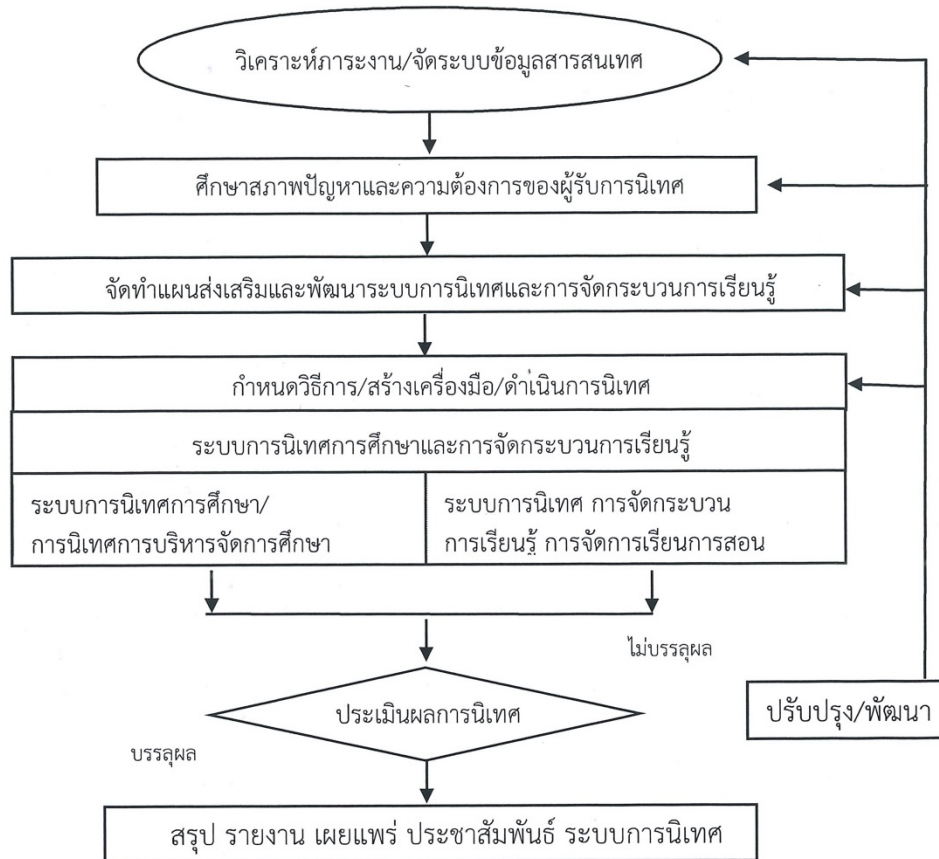 วิเคราะห์ภาระงาน/จัดระบบข้อมูลสารสนเทศ
ศึกษาสภาพปัญหาและความต้องการของผู้รับการนิเทศ
จัดทำแผนส่งเสริมและพัฒนาระบบการนิเทศและการจัดกระบวนการเรียนรู้
กำหนดวิธีการ/สร้างเครื่องมือ/ดำเนินการนิเทศ
ระบบการนิเทศการศึกษาและการจัดกระบวนการเรียนรู้
ระบบการนิเทศการศึกษา/
การนิเทศการบริหารจัดการศึกษา
ระบบการนิเทศ การจัดกระบวน
การเรียนรู้ การจัดการเรียนการสอน
ไม่บรรลุผล
ประเมินผลการนิเทศ
ปรับปรุง/พัฒนา
บรรลุผล
สรุป รายงาน เผยแพร่ ประชาสัมพันธ์ ระบบการนิเทศ